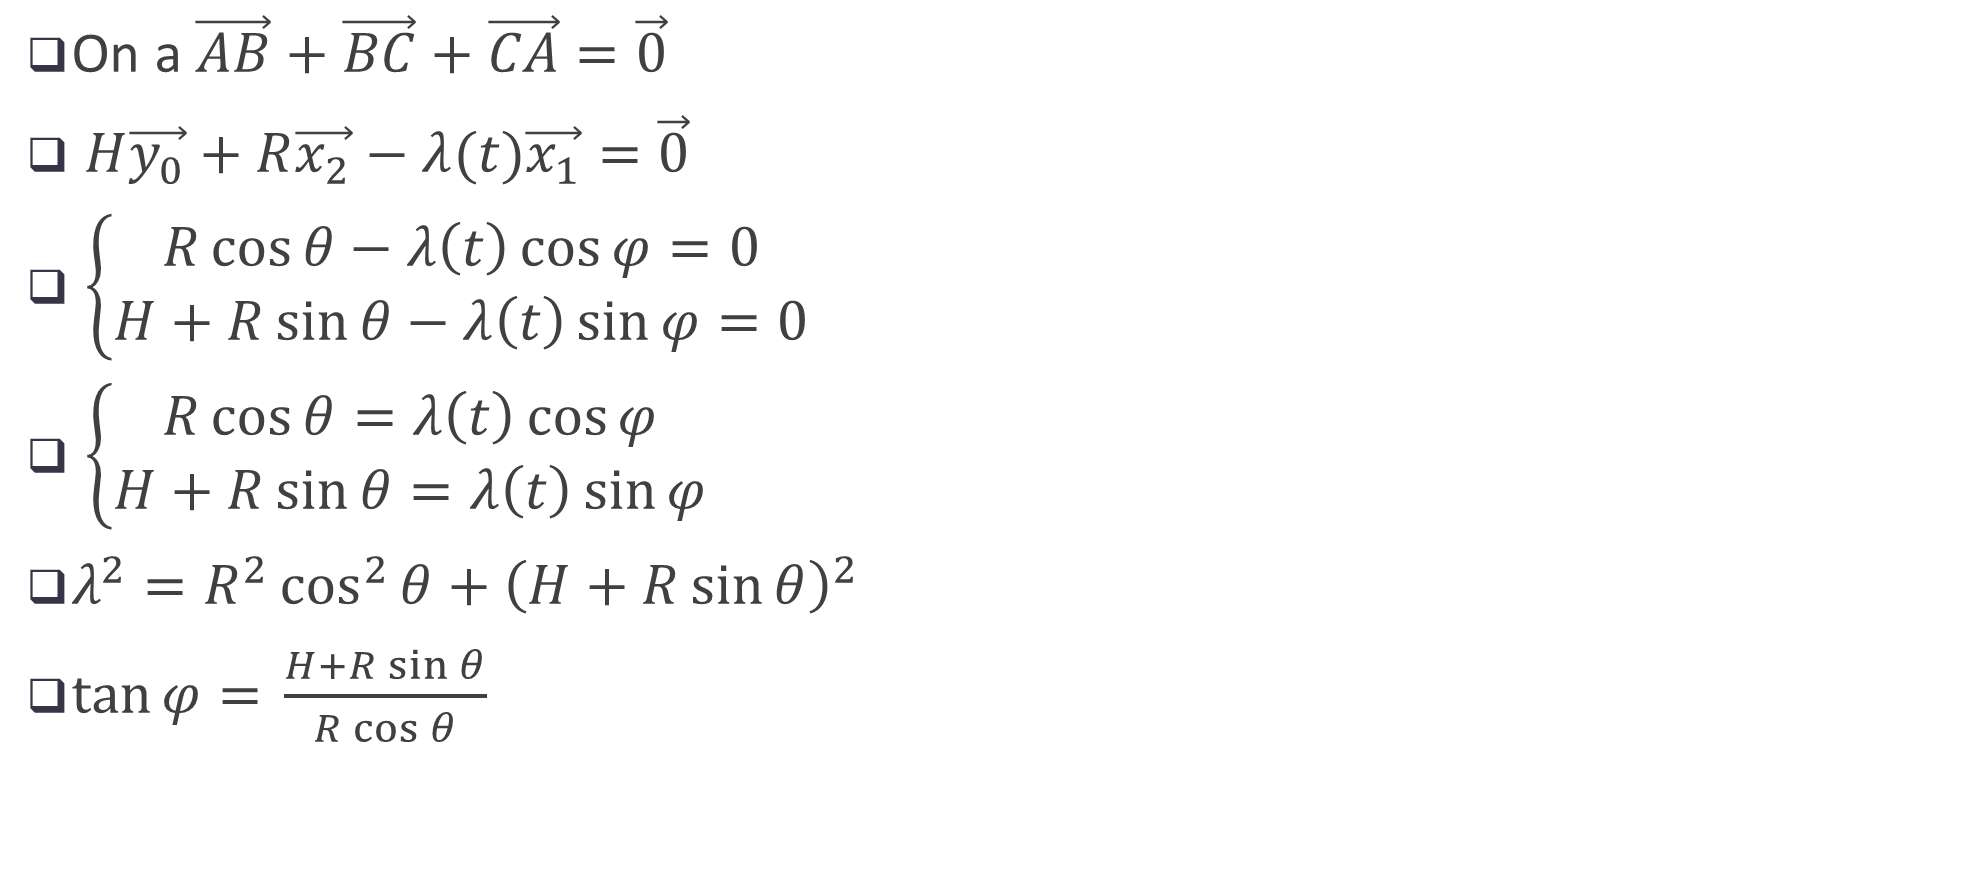 ❑On a $\overrightarrow{AB} + \overrightarrow{BC} + \overrightarrow{CA} = \overrightarrow{0}$
❑ $H\overrightarrow{y_0} + R\overrightarrow{x_2} - \lambda(t)\overrightarrow{x_1} = \overrightarrow{0}$
❑ $\begin{cases} R \cos \theta - \lambda(t) \cos \varphi = 0 \\ H + R \sin \theta - \lambda(t) \sin \varphi = 0 \end{cases}$
❑ $\begin{cases} R \cos \theta = \lambda(t) \cos \varphi \\ H + R \sin \theta = \lambda(t) \sin \varphi \end{cases}$
❑$\lambda^2 = R^2 \cos^2 \theta + (H + R \sin \theta)^2$
❑$\tan \varphi = \frac{H + R \sin \theta}{R \cos \theta}$